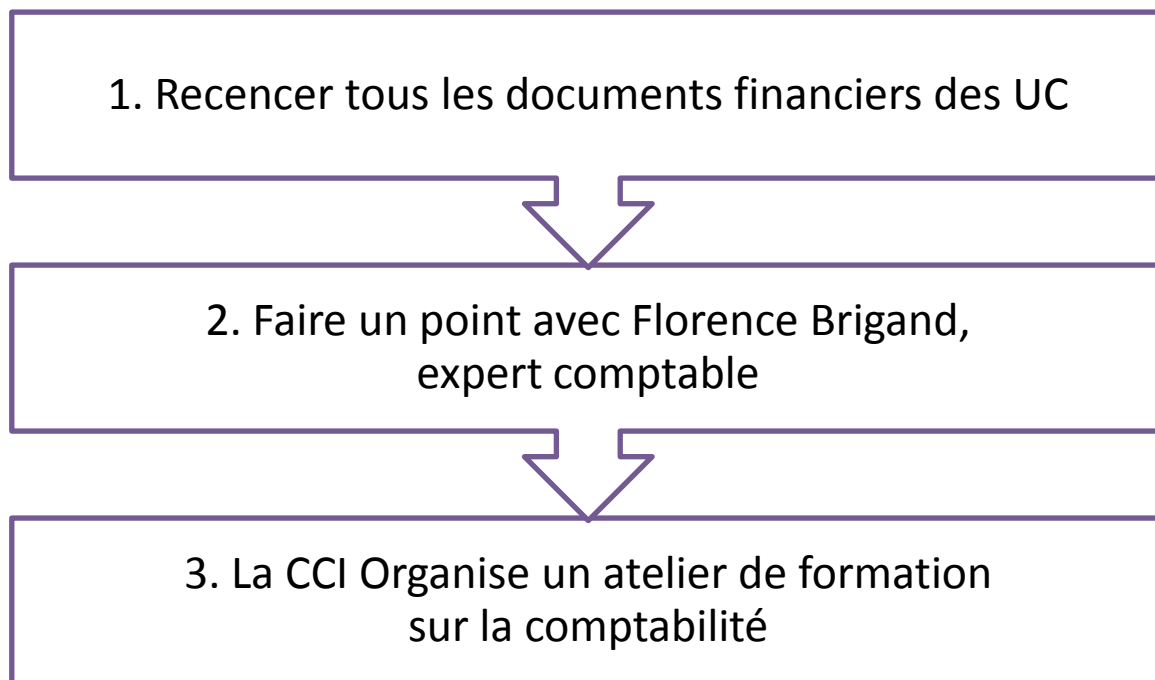 1. Recencer tous les documents financiers des UC
2. Faire un point avec Florence Brigand,
expert comptable
3. La CCI Organise un atelier de formation
sur la comptabilité